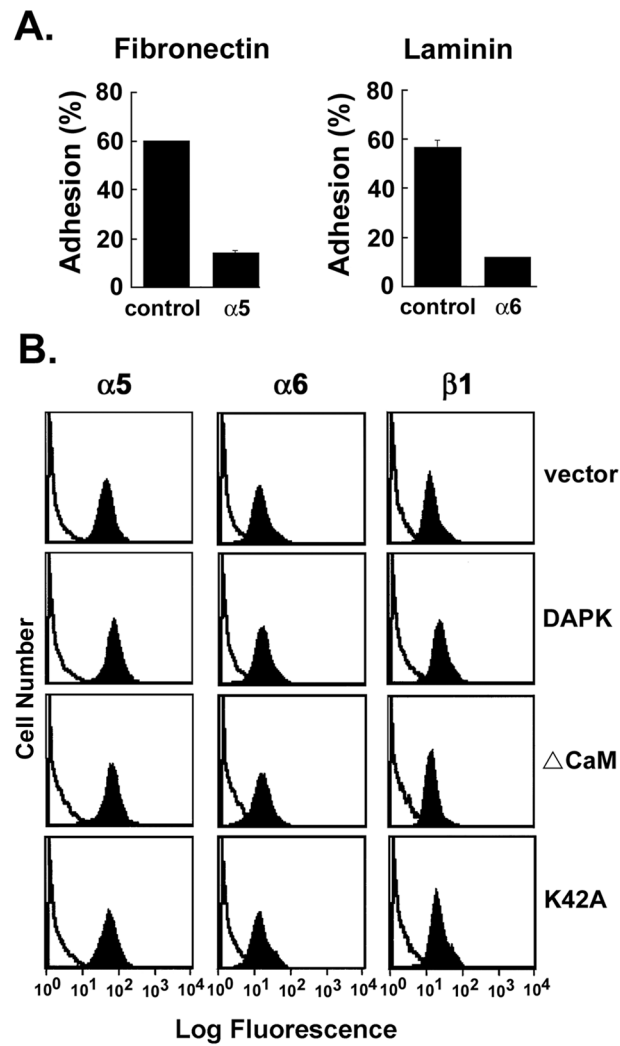 A.
Fibronectin
Laminin
Adhesion (%)
80
60
40
20
0
control
α5
Adhesion (%)
80
60
40
20
0
control
α6
B.
α5
α6
β1
vector
DAPK
△CaM
K42A
Cell Number
10⁰ 10¹ 10² 10³ 10⁴
10⁰ 10¹ 10² 10³ 10⁴
10⁰ 10¹ 10² 10³ 10⁴
Log Fluorescence